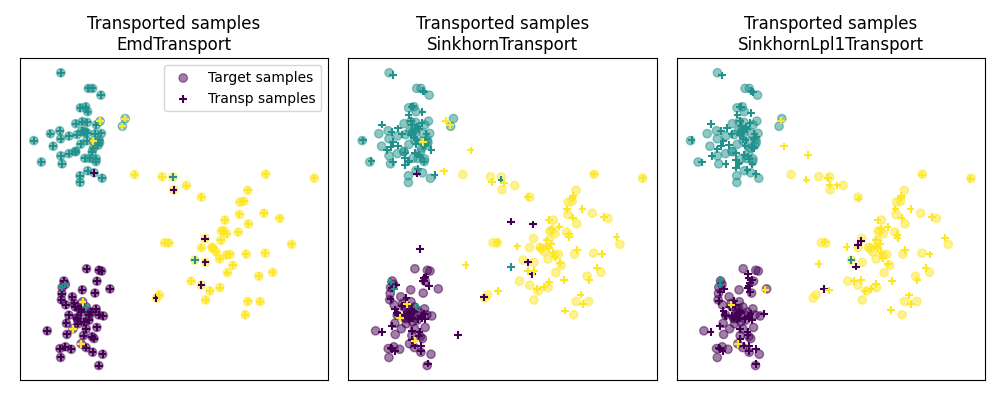 Transported samples
EmdTransport
Target samples
Transp samples
Transported samples
SinkhornTransport
Transported samples
SinkhornLpl1Transport